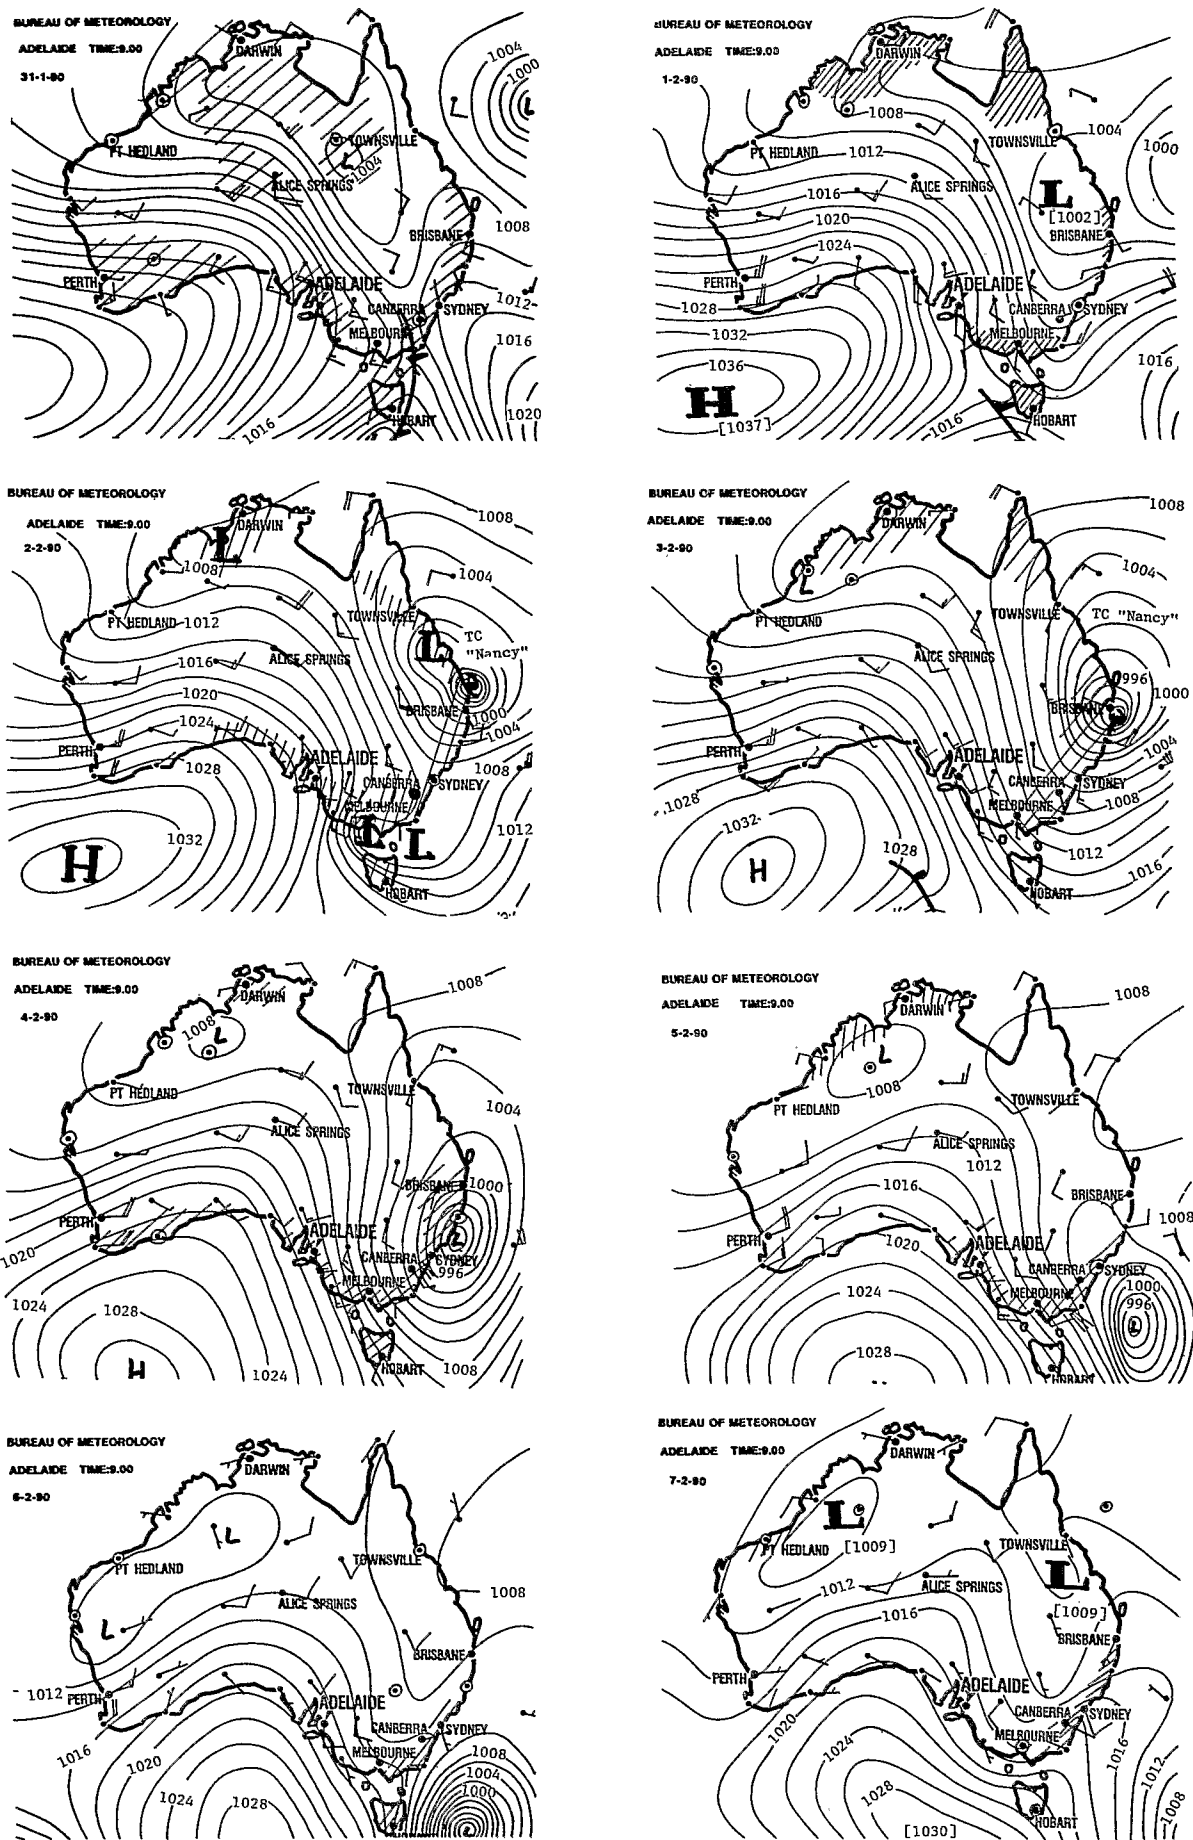 BUREAU OF METEOROLOGY
ADELAIDE TIME:9.00
31-1-90
DARWIN
1004
1000
L
L
TOWNSVILLE
L
1004
PT HEDLAND
ALICE SPRINGS
BRISBANE
1008
PERTH
ADELAIDE
CANBERRA
SYDNEY
1012
MELBOURNE
1016
HOBART
1016
1020
BUREAU OF METEOROLOGY
ADELAIDE TIME:9.00
1-2-90
DARWIN
1008
TOWNSVILLE
1004
1000
PT HEDLAND
1012
ALICE SPRINGS
1016
L
[1002]
1020
BRISBANE
1024
PERTH
ADELAIDE
1028
CANBERRA
SYDNEY
1032
MELBOURNE
1036
1016
H
[1037]
1016
HOBART
BUREAU OF METEOROLOGY
ADELAIDE TIME:9.00
2-2-90
DARWIN
L
1008
1008
1004
PT HEDLAND
1012
TOWNSVILLE
L
TC
"Nancy"
1016
ALICE SPRINGS
1020
BRISBANE
1000
1024
1004
PERTH
ADELAIDE
1028
CANBERRA
SYDNEY
1008
MELBOURNE
1032
L
L
1012
H
HOBART
BUREAU OF METEOROLOGY
ADELAIDE TIME:9.00
3-2-90
DARWIN
1008
L
1004
PT HEDLAND
TOWNSVILLE
TC "Nancy"
ALICE SPRINGS
996
1000
BRISBANE
PERTH
ADELAIDE
1004
1028
CANBERRA
SYDNEY
MELBOURNE
1008
1032
1028
1012
H
1016
HOBART
BUREAU OF METEOROLOGY
ADELAIDE TIME:9.00
4-2-90
DARWIN
1008
1008
L
PT HEDLAND
TOWNSVILLE
1004
ALICE SPRINGS
BRISBANE
1000
PERTH
ADELAIDE
L
1020
CANBERRA
SYDNEY
996
MELBOURNE
1024
1028
H
1024
HOBART
1008
BUREAU OF METEOROLOGY
ADELAIDE TIME:9.00
5-2-90
DARWIN
1008
L
1008
PT HEDLAND
TOWNSVILLE
ALICE SPRINGS
1012
1016
BRISBANE
PERTH
1020
ADELAIDE
1008
CANBERRA
SYDNEY
1024
MELBOURNE
1000
996
L
1028
HOBART
BUREAU OF METEOROLOGY
ADELAIDE TIME:9.00
6-2-90
DARWIN
L
PT HEDLAND
TOWNSVILLE
ALICE SPRINGS
1008
L
BRISBANE
1012
PERTH
ADELAIDE
CANBERRA
SYDNEY
1016
1020
MELBOURNE
1008
1004
1024
1028
1000
L
BUREAU OF METEOROLOGY
ADELAIDE TIME:9.00
7-2-90
DARWIN
L
PT HEDLAND
[1009]
TOWNSVILLE
1012
ALICE SPRINGS
L
1016
[1009]
BRISBANE
PERTH
ADELAIDE
1020
CANBERRA
SYDNEY
1024
MELBOURNE
1016
1012
1028
1008
[1030]
HOBART